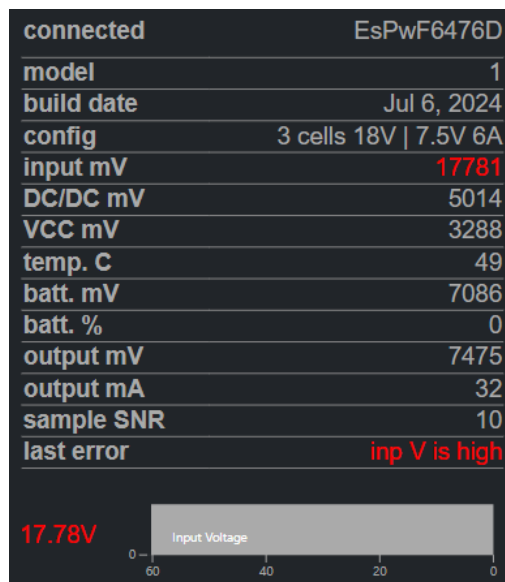 connected EsPwF6476D
model 1
build date Jul 6, 2024
config 3 cells 18V | 7.5V 6A
input mV 17781
DC/DC mV 5014
VCC mV 3288
temp. C 49
batt. mV 7086
batt. % 0
output mV 7475
output mA 32
sample SNR 10
last error inp V is high
17.78V
Input Voltage
0
60 40 20 0